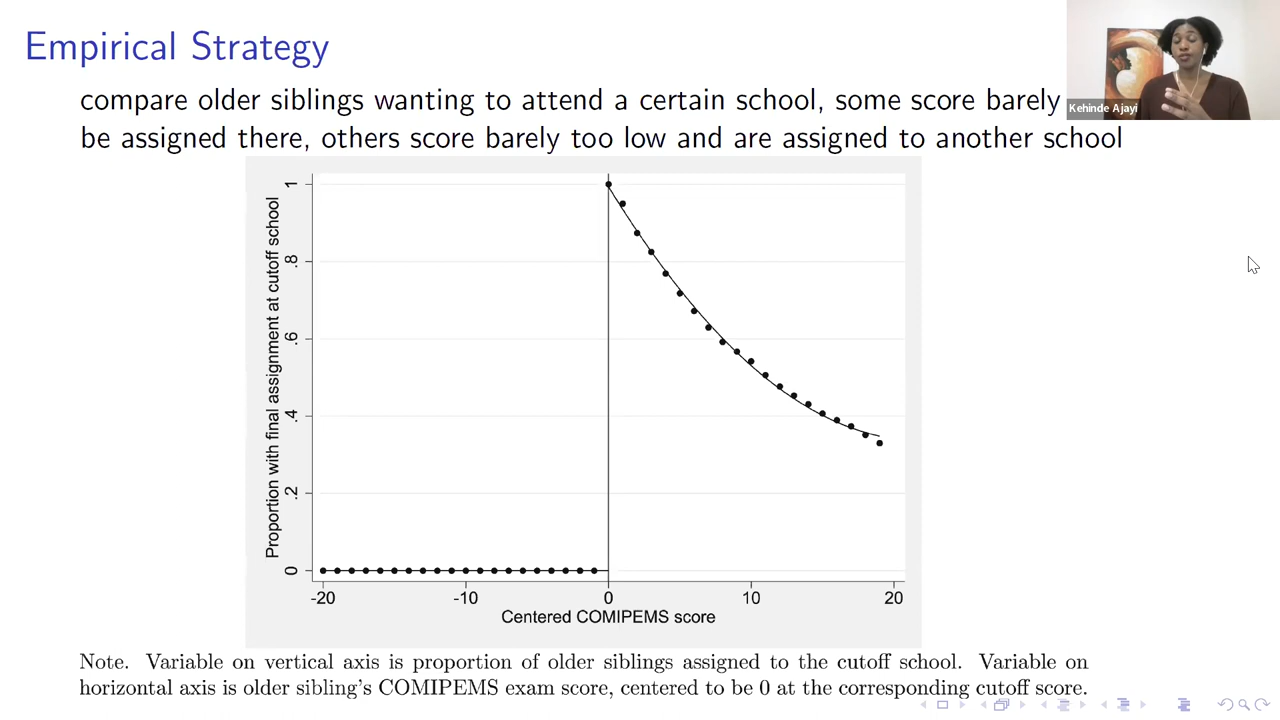 Empirical Strategy
compare older siblings wanting to attend a certain school, some score barely
be assigned there, others score barely too low and are assigned to another school
Kehinde Ajayi
Proportion with final assignment at cutoff school
1
.8
.6
.4
.2
0
-20 -10 0 10 20
Centered COMIPEMS score
Note. Variable on vertical axis is proportion of older siblings assigned to the cutoff school. Variable on
horizontal axis is older sibling's COMIPEMS exam score, centered to be 0 at the corresponding cutoff score.